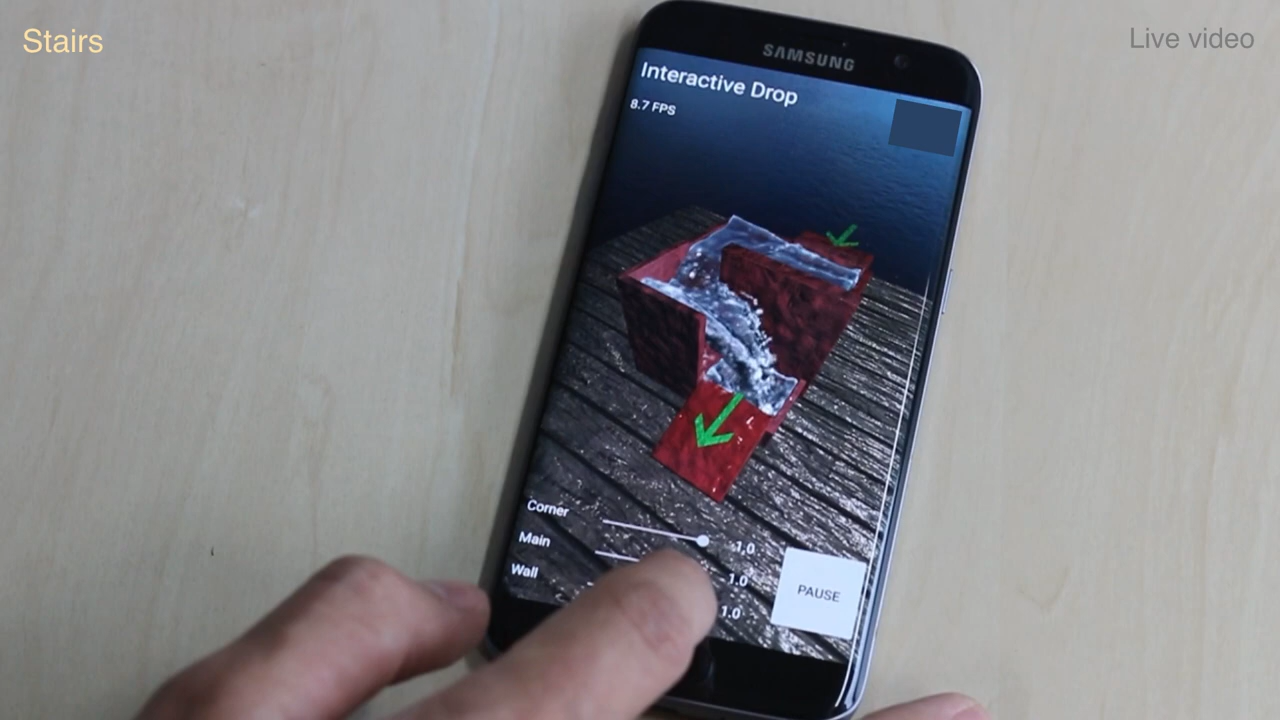 Stairs
Live video
SAMSUNG
Interactive Drop
8.7 FPS
Corner 1.0
Main 1.0
Wall 1.0
PAUSE